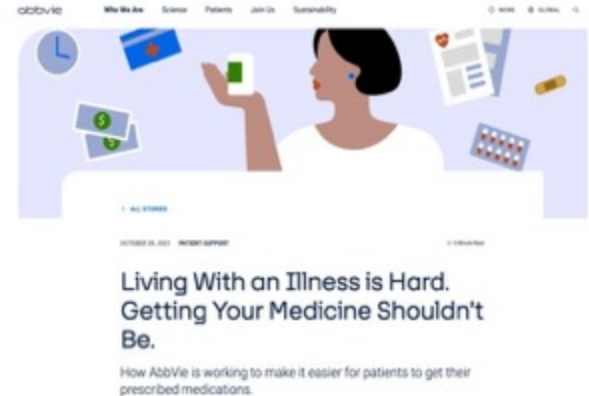 abbvie Who We Are Science Patients Join Us Sustainability MORE GLOBAL
$
$
< ALL STORIES
PATIENT SUPPORT
Living With an Illness is Hard.
Getting Your Medicine Shouldn't
Be.
How AbbVie is working to make it easier for patients to get their
prescribed medications.